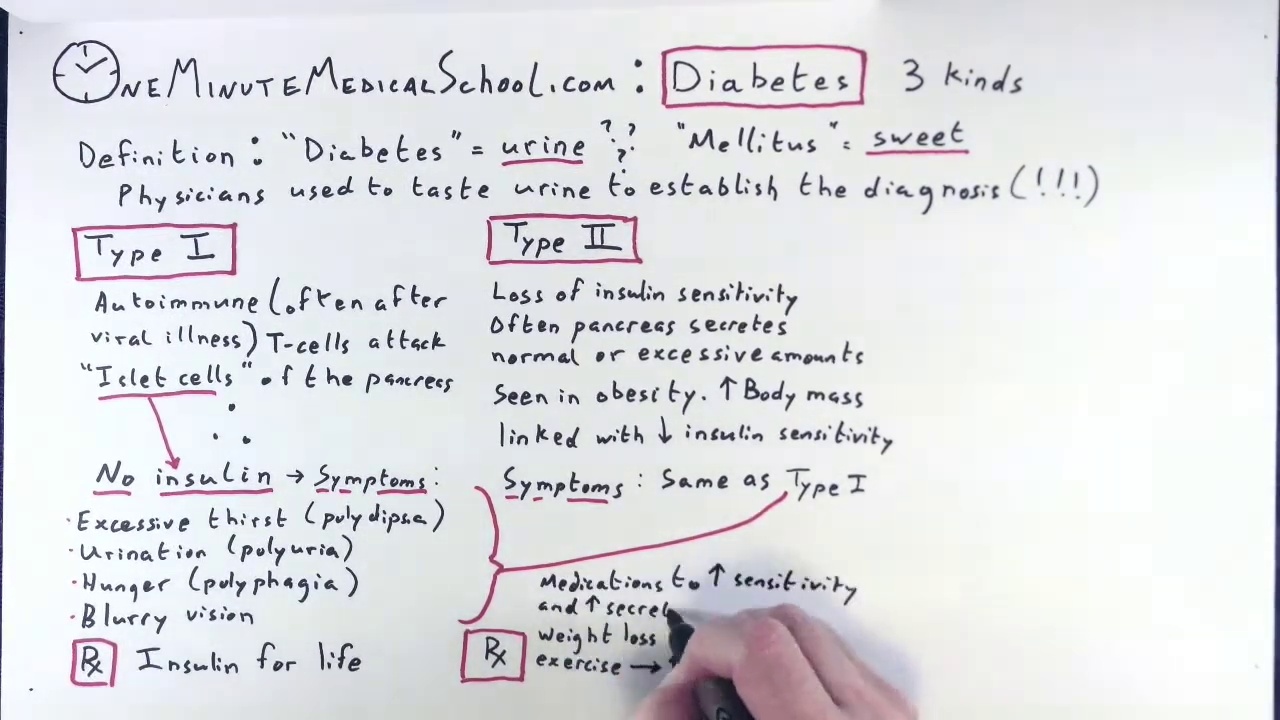 ONEMINUTEMEDICALSCHOOL.COM : Diabetes 3 kinds
Definition : "Diabetes" = urine ? ? ? "Mellitus" = sweet
Physicians used to taste urine to establish the diagnosis (!!!)
Type I
Autoimmune (often after
viral illness) T-cells attack
"Islet cells" of the pancreas
No insulin → Symptoms :
· Excessive thirst (polydipsia)
· Urination (polyuria)
· Hunger (polyphagia)
· Blurry vision
Rx Insulin for life
Type II
Loss of insulin sensitivity
Often pancreas secretes
normal or excessive amounts
Seen in obesity. ↑ Body mass
linked with ↓ insulin sensitivity
Symptoms : Same as Type I
Medications to ↑ sensitivity
and ↑ secret
Rx weight loss
exercise →